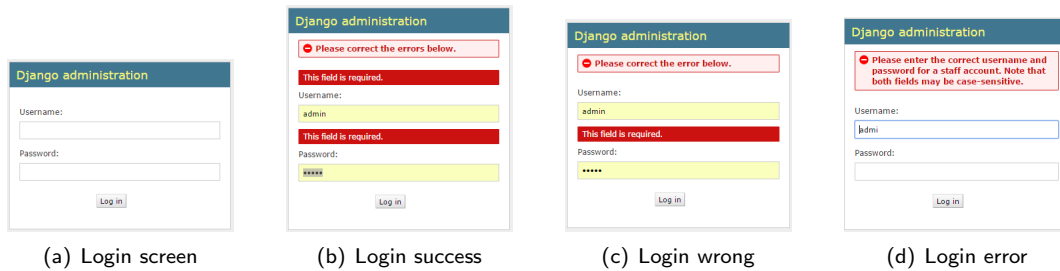 Django administration
Username:
Password:
Log in
(a) Login screen
Django administration
Please correct the errors below.
This field is required.
Username:
admin
This field is required.
Password:
•••••
Log in
(b) Login success
Django administration
Please correct the error below.
Username:
admin
This field is required.
Password:
•••••
Log in
(c) Login wrong
Django administration
Please enter the correct username and
password for a staff account. Note that
both fields may be case-sensitive.
Username:
admi
Password:
Log in
(d) Login error